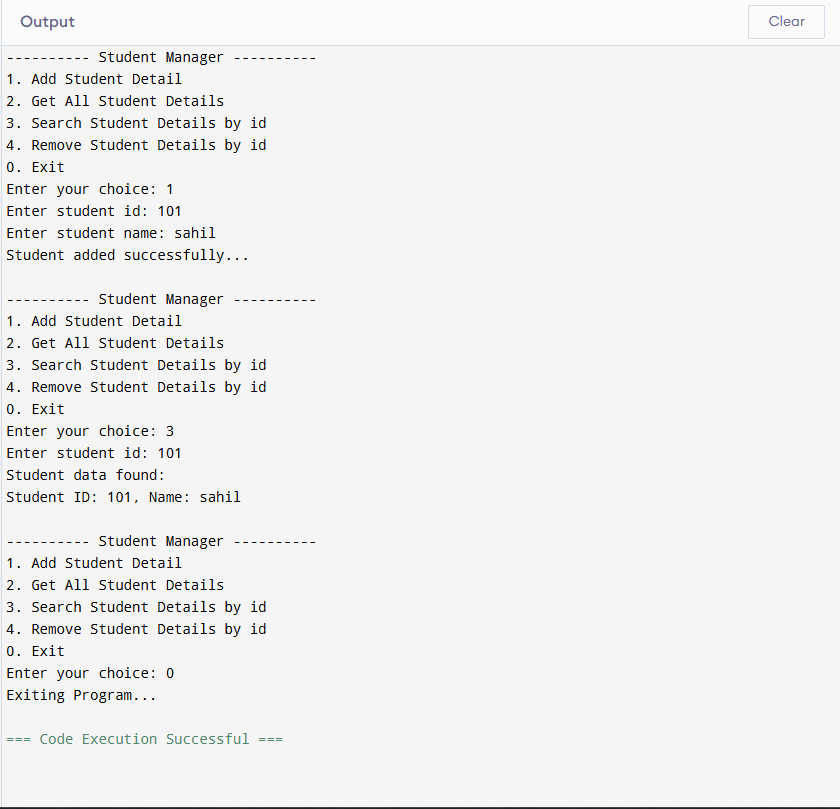 Output
Clear
---------- Student Manager ----------
1. Add Student Detail
2. Get All Student Details
3. Search Student Details by id
4. Remove Student Details by id
0. Exit
Enter your choice: 1
Enter student id: 101
Enter student name: sahil
Student added successfully...
---------- Student Manager ----------
1. Add Student Detail
2. Get All Student Details
3. Search Student Details by id
4. Remove Student Details by id
0. Exit
Enter your choice: 3
Enter student id: 101
Student data found:
Student ID: 101, Name: sahil
---------- Student Manager ----------
1. Add Student Detail
2. Get All Student Details
3. Search Student Details by id
4. Remove Student Details by id
0. Exit
Enter your choice: 0
Exiting Program...
=== Code Execution Successful ===